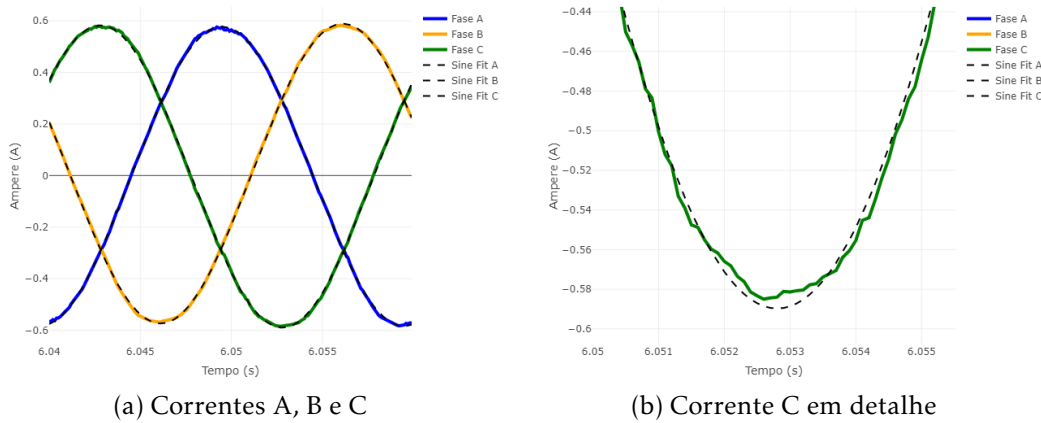 0.6
0.4
0.2
0
−0.2
−0.4
−0.6
Ampere (A)
6.04
6.045
6.05
6.055
Tempo (s)
Fase A
Fase B
Fase C
Sine Fit A
Sine Fit B
Sine Fit C
(a) Correntes A, B e C
−0.44
−0.46
−0.48
−0.5
−0.52
−0.54
−0.56
−0.58
−0.6
Ampere (A)
6.05
6.051
6.052
6.053
6.054
6.055
Tempo (s)
Fase A
Fase B
Fase C
Sine Fit A
Sine Fit B
Sine Fit C
(b) Corrente C em detalhe